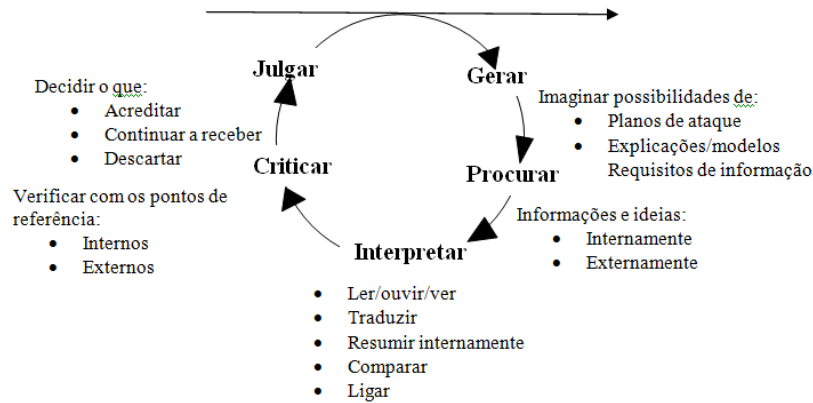 Julgar
Gerar
Decidir o que:
Acreditar
Continuar a receber
Descartar
Imaginar possibilidades de:
Planos de ataque
Explicações/modelos
Requisitos de informação
Criticar
Procurar
Verificar com os pontos de
referência:
Internos
Externos
Informações e ideias:
Internamente
Externamente
Interpretar
Ler/ouvir/ver
Traduzir
Resumir internamente
Comparar
Ligar